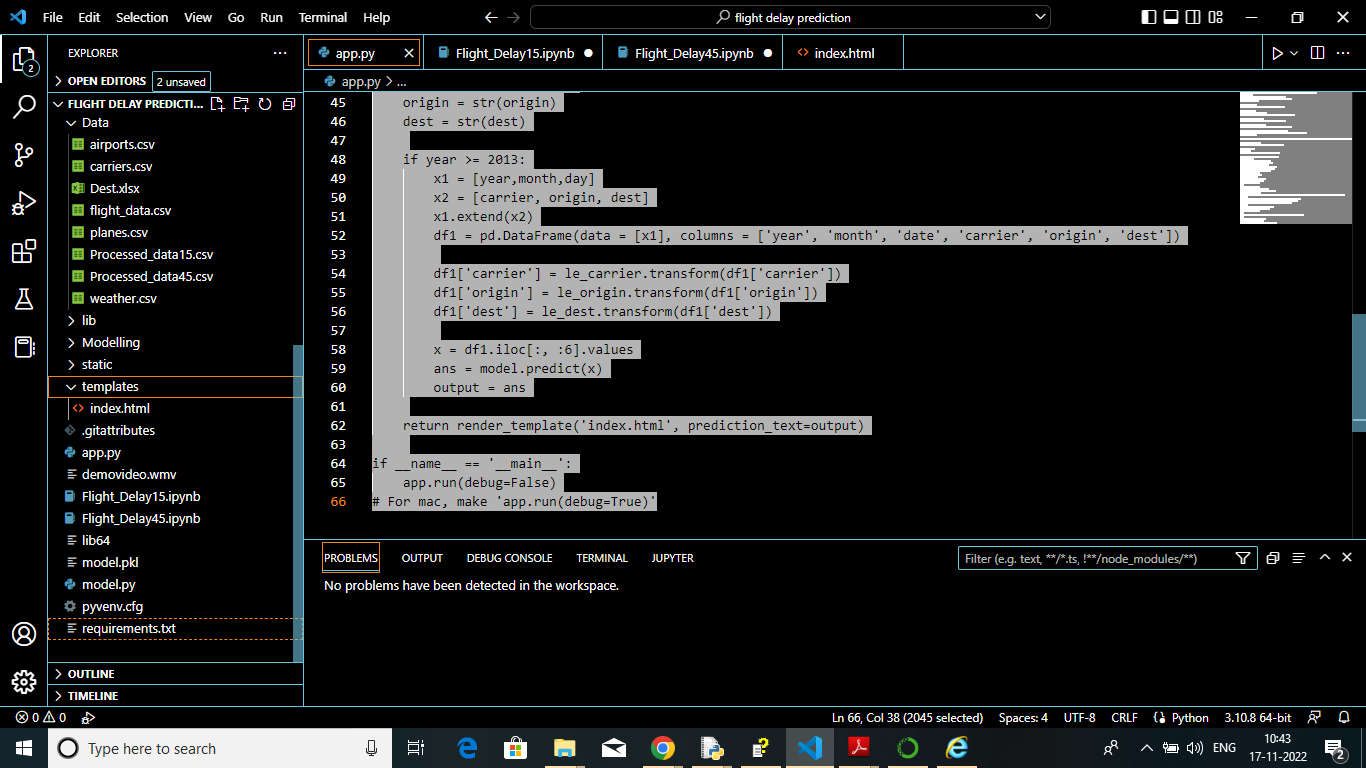 File Edit Selection View Go Run Terminal Help
flight delay prediction
EXPLORER
OPEN EDITORS 2 unsaved
FLIGHT DELAY PREDICTI...
Data
airports.csv
carriers.csv
Dest.xlsx
flight_data.csv
planes.csv
Processed_data15.csv
Processed_data45.csv
weather.csv
lib
Modelling
static
templates
index.html
.gitattributes
app.py
demovideo.wmv
Flight_Delay15.ipynb
Flight_Delay45.ipynb
lib64
model.pkl
model.py
pyvenv.cfg
requirements.txt
OUTLINE
TIMELINE
2
app.py Flight_Delay15.ipynb Flight_Delay45.ipynb index.html
app.py > ...
45 origin = str(origin)
46 dest = str(dest)
47
48 if year >= 2013:
49 x1 = [year,month,day]
50 x2 = [carrier, origin, dest]
51 x1.extend(x2)
52 df1 = pd.DataFrame(data = [x1], columns = ['year', 'month', 'date', 'carrier', 'origin', 'dest'])
53
54 df1['carrier'] = le_carrier.transform(df1['carrier'])
55 df1['origin'] = le_origin.transform(df1['origin'])
56 df1['dest'] = le_dest.transform(df1['dest'])
57
58 x = df1.iloc[:, :6].values
59 ans = model.predict(x)
60 output = ans
61
62 return render_template('index.html', prediction_text=output)
63
64 if __name__ == '__main__':
65 app.run(debug=False)
66 # For mac, make 'app.run(debug=True)'
PROBLEMS OUTPUT DEBUG CONSOLE TERMINAL JUPYTER
Filter (e.g. text, **/*.ts, !**/node_modules/**)
No problems have been detected in the workspace.
0 0
Ln 66, Col 38 (2045 selected) Spaces: 4 UTF-8 CRLF Python 3.10.8 64-bit
Type here to search
ENG
10:43
17-11-2022
2